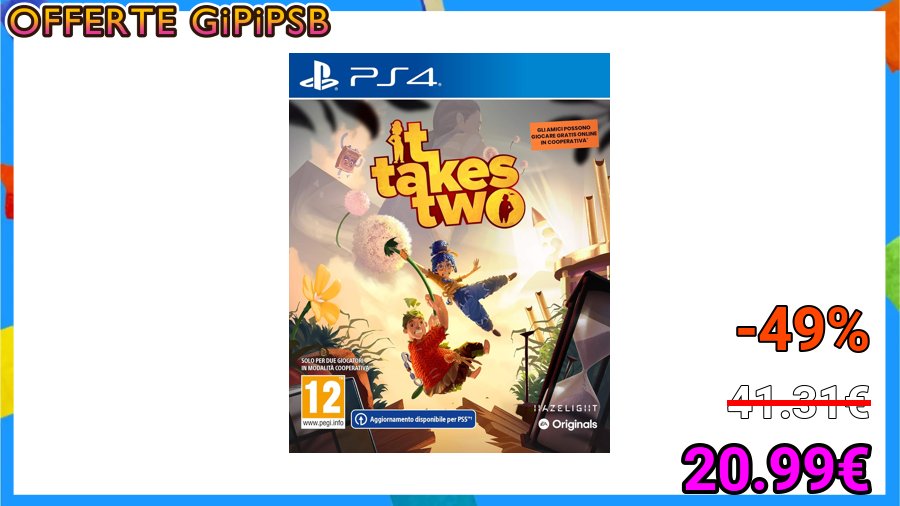 OFFERTE GiPiPSB
PS4
GLI AMICI POSSONO
GIOCARE GRATIS ONLINE
IN COOPERATIVA*
it
takes
two
SOLO PER DUE GIOCATORI
IN MODALITÀ COOPERATIVA
12
www.pegi.info
Aggiornamento disponibile per PS5™*
HAZELIGHT
EA Originals
-49%
41.31€
20.99€